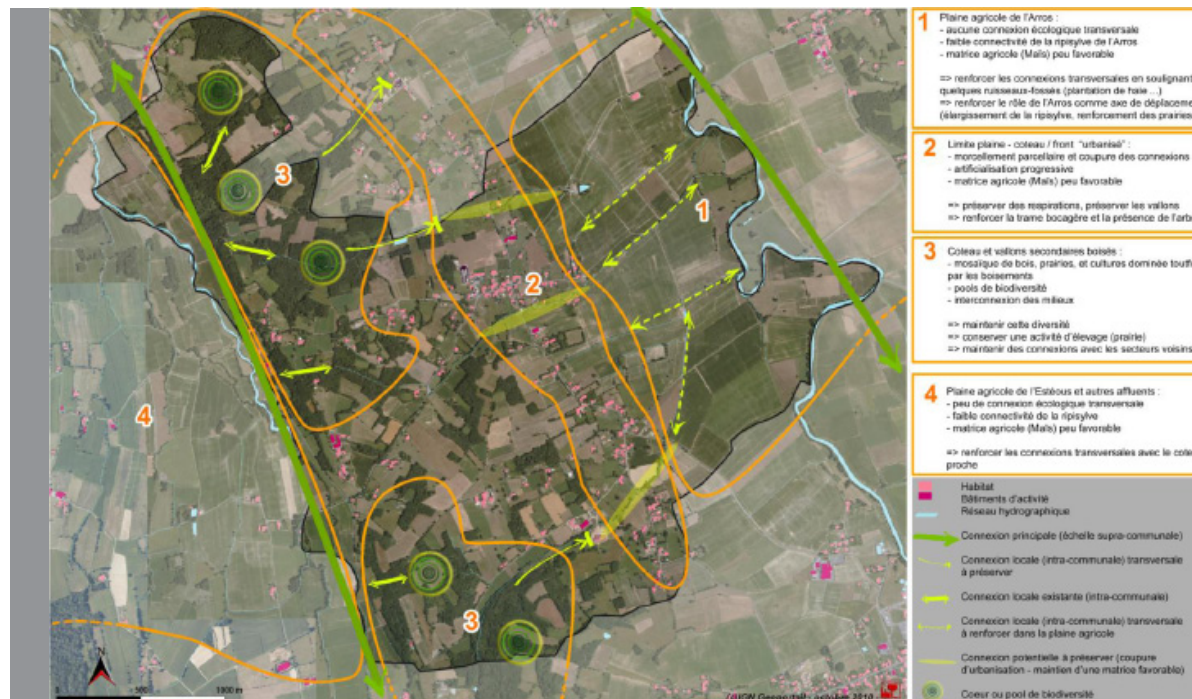 1
Plaine agricole de l'Arros :
- aucune connexion écologique transversale
- faible connectivité de la ripisylve de l'Arros
- matrice agricole (Maïs) peu favorable
=> renforcer les connexions transversales en soulignant
quelques ruisseaux-fossés (plantation de haie ...)
=> renforcer le rôle de l'Arros comme axe de déplaceme
(élargissement de la ripisylve, renforcement des prairies
2
Limite plaine - coteau / front "urbanisé" :
- morcellement parcellaire et coupure des connexions
- artificialisation progressive
- matrice agricole (Maïs) peu favorable
=> préserver des respirations, préserver les vallons
=> renforcer la trame bocagère et la présence de l'arb
3
Coteau et vallons secondaires boisés :
- mosaïque de bois, prairies, et cultures dominée touff
par les boisements
- pools de biodiversité
- interconnexion des milieux
=> maintenir cette diversité
=> conserver une activité d'élevage (prairie)
=> maintenir des connexions avec les secteurs voisins
4
Plaine agricole de l'Estéous et autres affluents :
- peu de connexion écologique transversale
- faible connectivité de la ripisylve
- matrice agricole (Maïs) peu favorable
=> renforcer les connexions transversales avec le cote
proche
Habitat
Bâtiments d'activité
Réseau hydrographique
Connexion principale (échelle supra-communale)
Connexion locale (intra-communale) transversale
à préserver
Connexion locale existante (intra-communale)
Connexion locale (intra-communale) transversale
à renforcer dans la plaine agricole
Connexion potentielle à préserver (coupure
d'urbanisation - maintien d'une matrice favorable)
Coeur ou pool de biodiversité
3
1
2
4
3
N
0
500
1000 m
octobre 2010